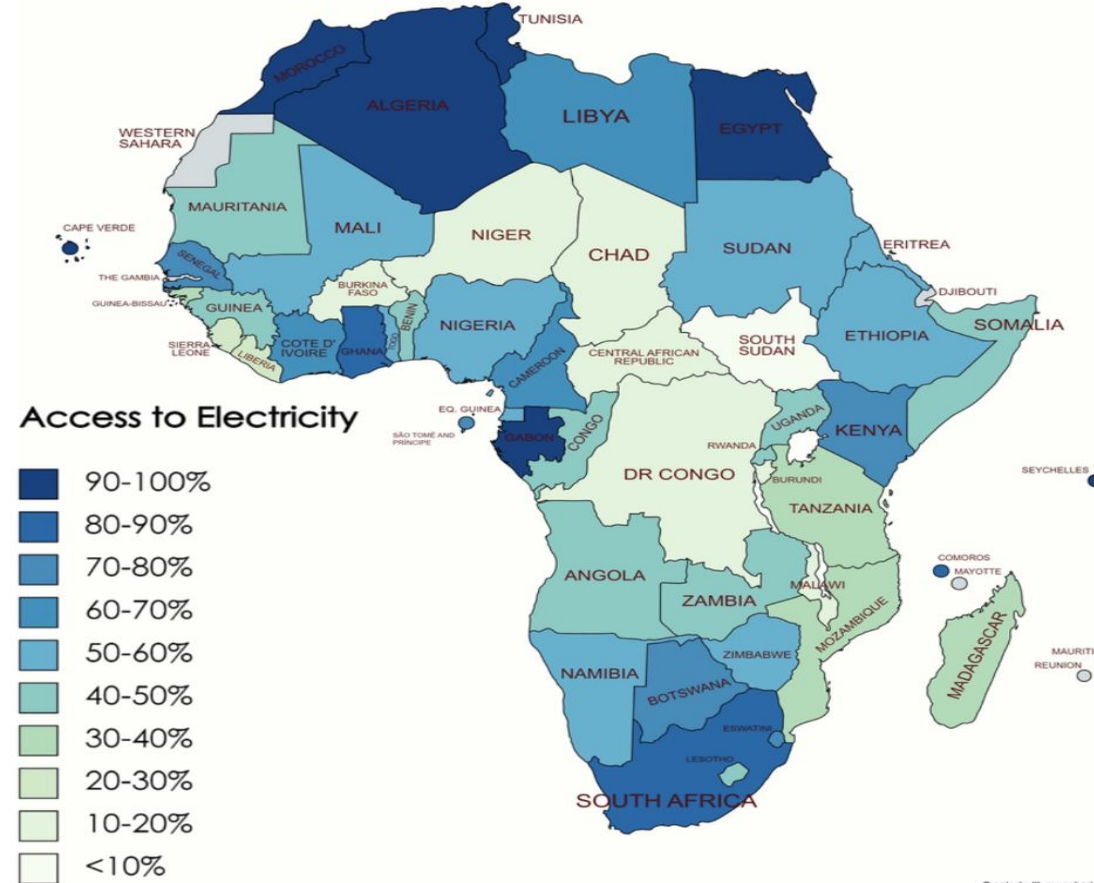 TUNISIA
MOROCCO
ALGERIA
LIBYA
EGYPT
WESTERN
SAHARA
MAURITANIA
MALI
NIGER
CHAD
SUDAN
ERITREA
CAPE VERDE
SENEGAL
THE GAMBIA
GUINEA-BISSAU
GUINEA
BURKINA
FASO
BENIN
TOGO
NIGERIA
DJIBOUTI
SOMALIA
ETHIOPIA
SOUTH
SUDAN
SIERRA
LEONE
LIBERIA
COTE D'
IVOIRE
GHANA
CAMEROON
CENTRAL AFRICAN
REPUBLIC
EQ. GUINEA
SÃO TOMÉ AND
PRÍNCIPE
GABON
CONGO
UGANDA
KENYA
RWANDA
DR CONGO
BURUNDI
TANZANIA
SEYCHELLES
COMOROS
MAYOTTE
ANGOLA
ZAMBIA
MALAWI
MOZAMBIQUE
MADAGASCAR
MAURITI
REUNION
NAMIBIA
ZIMBABWE
BOTSWANA
ESWATINI
LESOTHO
SOUTH AFRICA
Access to Electricity
90-100%
80-90%
70-80%
60-70%
50-60%
40-50%
30-40%
20-30%
10-20%
<10%